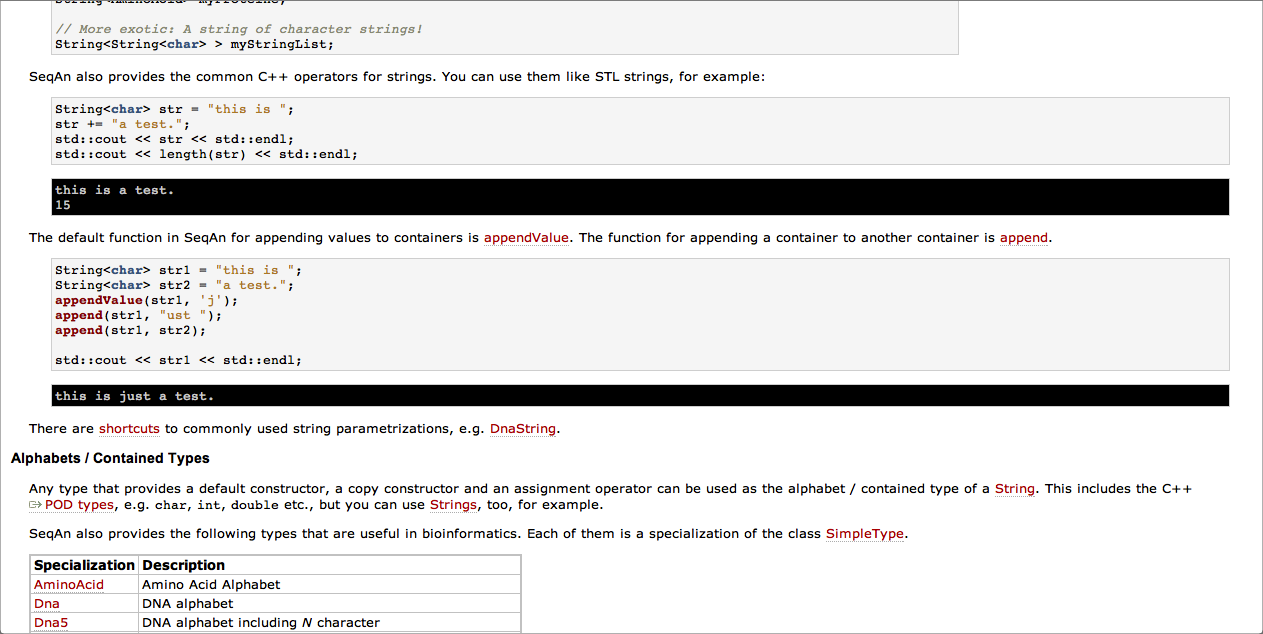 String<AminoAcid> myProteins;
// More exotic: A string of character strings!
String<String<char> > myStringList;
SeqAn also provides the common C++ operators for strings. You can use them like STL strings, for example:
String<char> str = "this is ";
str += "a test.";
std::cout << str << std::endl;
std::cout << length(str) << std::endl;
this is a test.
15
The default function in SeqAn for appending values to containers is appendValue. The function for appending a container to another container is append.
String<char> str1 = "this is ";
String<char> str2 = "a test.";
appendValue(str1, 'j');
append(str1, "ust ");
append(str1, str2);
std::cout << str1 << std::endl;
this is just a test.
There are shortcuts to commonly used string parametrizations, e.g. DnaString.
Alphabets / Contained Types
Any type that provides a default constructor, a copy constructor and an assignment operator can be used as the alphabet / contained type of a String. This includes the C++
POD types, e.g. char, int, double etc., but you can use Strings, too, for example.
SeqAn also provides the following types that are useful in bioinformatics. Each of them is a specialization of the class SimpleType.
Specialization Description
AminoAcid Amino Acid Alphabet
Dna DNA alphabet
Dna5 DNA alphabet including N character